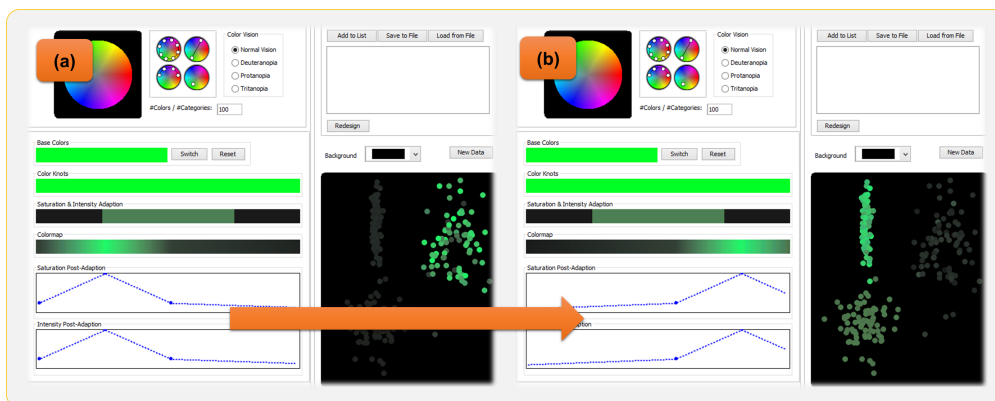 (a)
Color Vision
Normal Vision
Deuteranopia
Protanopia
Tritanopia
#Colors / #Categories: 100
Add to List Save to File Load from File
Redesign
Base Colors
Switch Reset
Background
New Data
Color Knots
Saturation & Intensity Adaption
Colormap
Saturation Post-Adaption
Intensity Post-Adaption
(b)
Color Vision
Normal Vision
Deuteranopia
Protanopia
Tritanopia
#Colors / #Categories: 100
Add to List Save to File Load from File
Redesign
Base Colors
Switch Reset
Background
New Data
Color Knots
Saturation & Intensity Adaption
Colormap
Saturation Post-Adaption